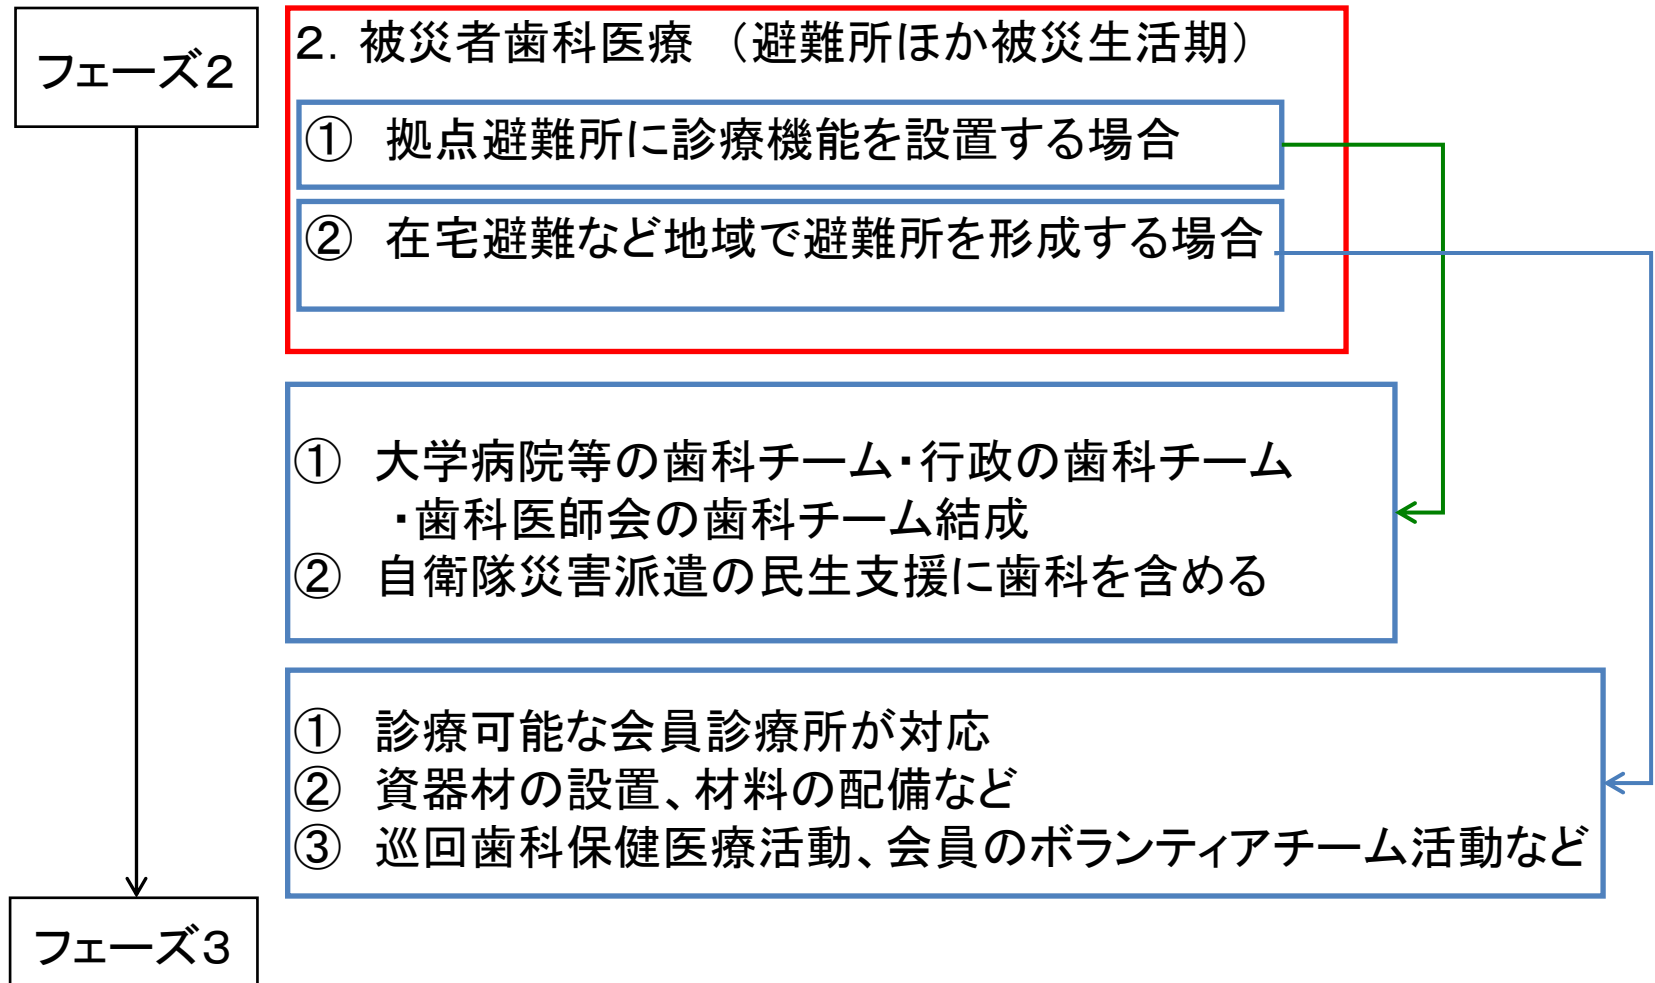 フェーズ２
２．被災者歯科医療　（避難所ほか被災生活期）
①　拠点避難所に診療機能を設置する場合
②　在宅避難など地域で避難所を形成する場合
①　大学病院等の歯科チーム・行政の歯科チーム
・歯科医師会の歯科チーム結成
②　自衛隊災害派遣の民生支援に歯科を含める
①　診療可能な会員診療所が対応
②　資器材の設置、材料の配備など
③　巡回歯科保健医療活動、会員のボランティアチーム活動など
フェーズ３